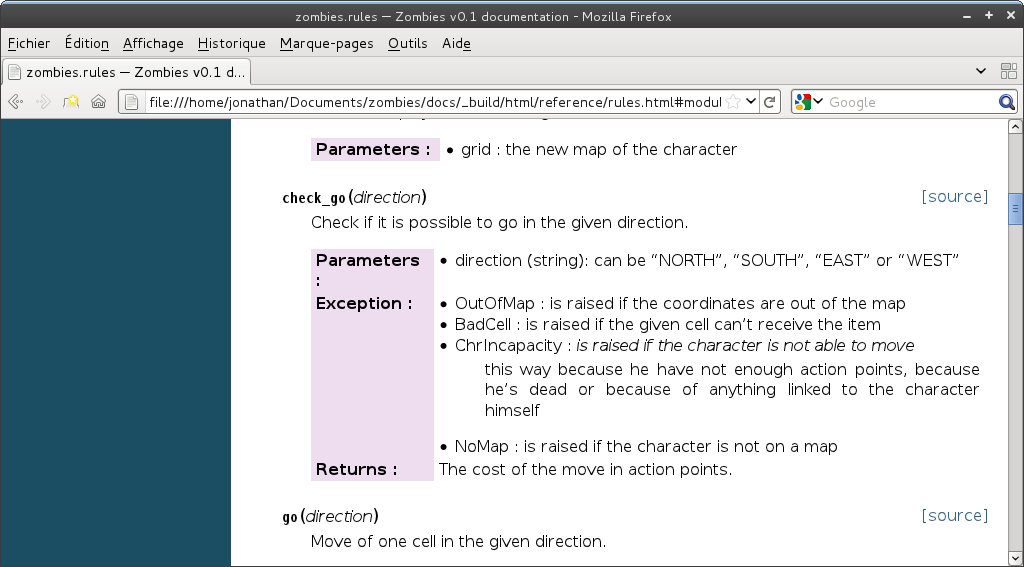 zombies.rules — Zombies v0.1 documentation - Mozilla Firefox
Fichier Édition Affichage Historique Marque-pages Outils Aide
zombies.rules — Zombies v0.1 d...
file:///home/jonathan/Documents/zombies/docs/_build/html/reference/rules.html#modul
Google
Parameters : • grid : the new map of the character
check_go(direction) [source]
Check if it is possible to go in the given direction.
Parameters : • direction (string): can be “NORTH”, “SOUTH”, “EAST” or “WEST”
Exception : • OutOfMap : is raised if the coordinates are out of the map
• BadCell : is raised if the given cell can’t receive the item
• ChrIncapacity : is raised if the character is not able to move
this way because he have not enough action points, because
he’s dead or because of anything linked to the character
himself
• NoMap : is raised if the character is not on a map
Returns : The cost of the move in action points.
go(direction) [source]
Move of one cell in the given direction.